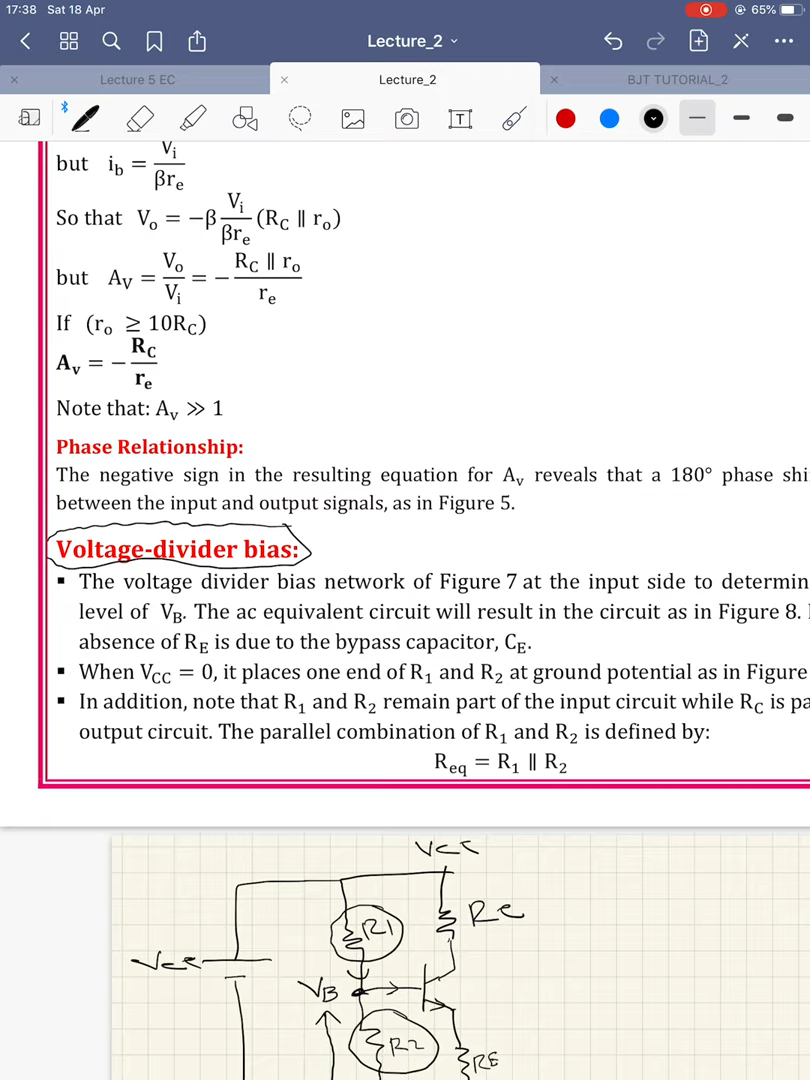 17:38 Sat 18 Apr
65%
Lecture_2
Lecture 5 EC
Lecture_2
BJT TUTORIAL_2
T
but i_b = V_i / βr_e
So that V_o = −β V_i / βr_e (R_C ∥ r_o)
but A_V = V_o / V_i = − R_C ∥ r_o / r_e
If (r_o ≥ 10R_C)
A_v = − R_C / r_e
Note that: A_v ≫ 1
Phase Relationship:
The negative sign in the resulting equation for A_v reveals that a 180° phase shi
between the input and output signals, as in Figure 5.
Voltage-divider bias:
▪ The voltage divider bias network of Figure 7 at the input side to determin
level of V_B. The ac equivalent circuit will result in the circuit as in Figure 8.
absence of R_E is due to the bypass capacitor, C_E.
▪ When V_CC = 0, it places one end of R_1 and R_2 at ground potential as in Figure
▪ In addition, note that R_1 and R_2 remain part of the input circuit while R_C is pa
output circuit. The parallel combination of R_1 and R_2 is defined by:
R_eq = R_1 ∥ R_2
VCC
R1
RC
VCC
VB
R2
RE